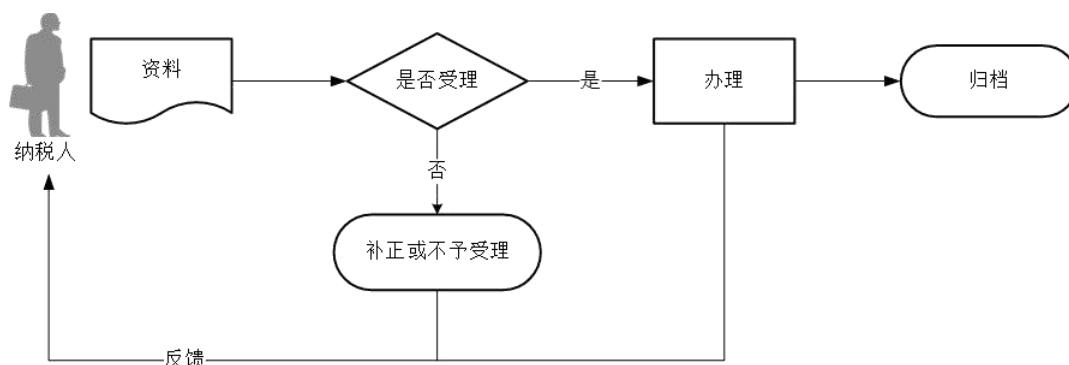 资料
是否受理
是
办理
归档
纳税人
否
补正或不予受理
反馈